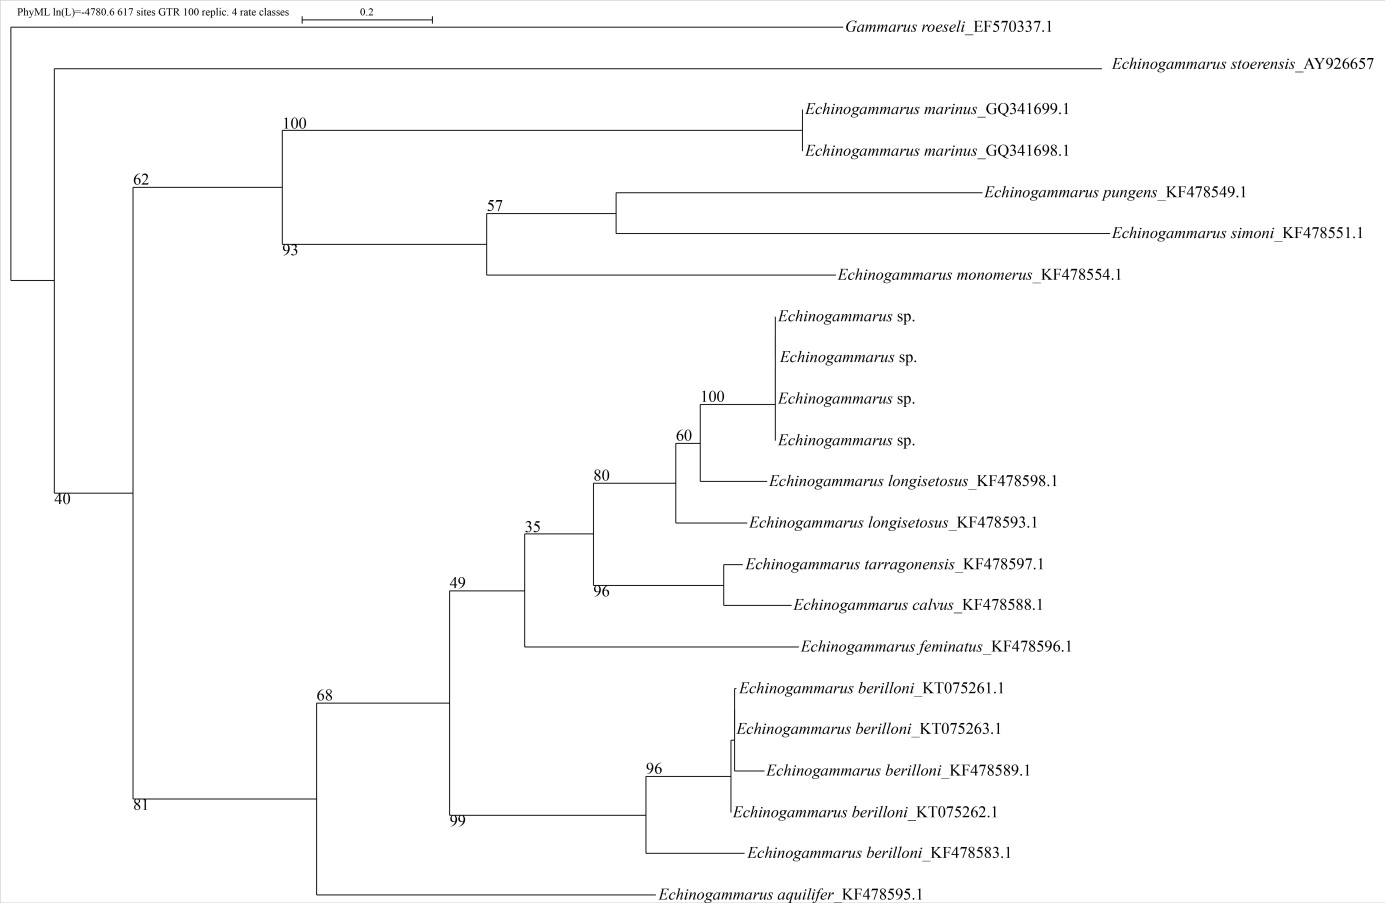 PhyML ln(L)=-4780.6 617 sites GTR 100 replic. 4 rate classes
0.2
Gammarus roeseli_EF570337.1
Echinogammarus stoerensis_AY926657
Echinogammarus marinus_GQ341699.1
100
Echinogammarus marinus_GQ341698.1
62
Echinogammarus pungens_KF478549.1
57
Echinogammarus simoni_KF478551.1
93
Echinogammarus monomerus_KF478554.1
Echinogammarus sp.
Echinogammarus sp.
100
Echinogammarus sp.
60
Echinogammarus sp.
80
Echinogammarus longisetosus_KF478598.1
40
Echinogammarus longisetosus_KF478593.1
35
Echinogammarus tarragonensis_KF478597.1
49
96
Echinogammarus calvus_KF478588.1
Echinogammarus feminatus_KF478596.1
68
Echinogammarus berilloni_KT075261.1
Echinogammarus berilloni_KT075263.1
96
Echinogammarus berilloni_KF478589.1
81
Echinogammarus berilloni_KT075262.1
99
Echinogammarus berilloni_KF478583.1
Echinogammarus aquilifer_KF478595.1